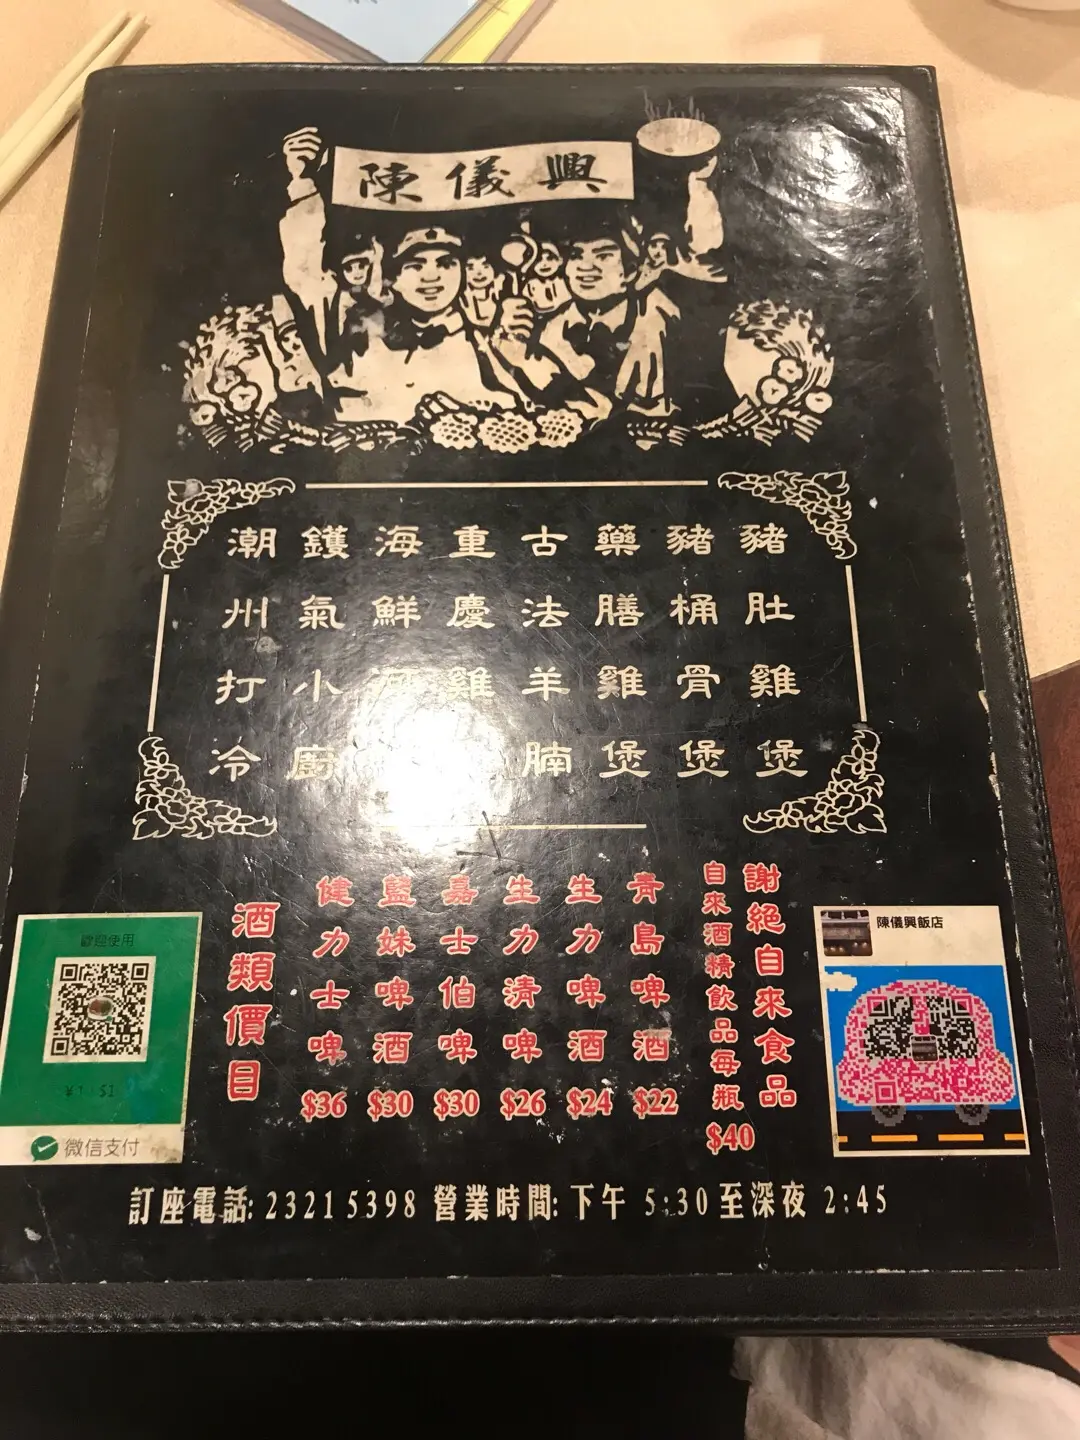 陳儀興
潮州打冷
鑊氣小廚
海鮮
重慶雞
古法羊腩
藥膳雞煲
豬桶骨煲
豬肚雞煲
酒類價目
健力士啤 $36
藍妹啤酒 $30
嘉士伯啤 $30
生力清啤 $26
生力啤酒 $24
青島啤酒 $22
謝絕自來食品
自來酒精飲品每瓶 $40
歡迎使用
微信支付
陳儀興飯店
訂座電話: 23215398 營業時間: 下午 5:30 至深夜 2:45